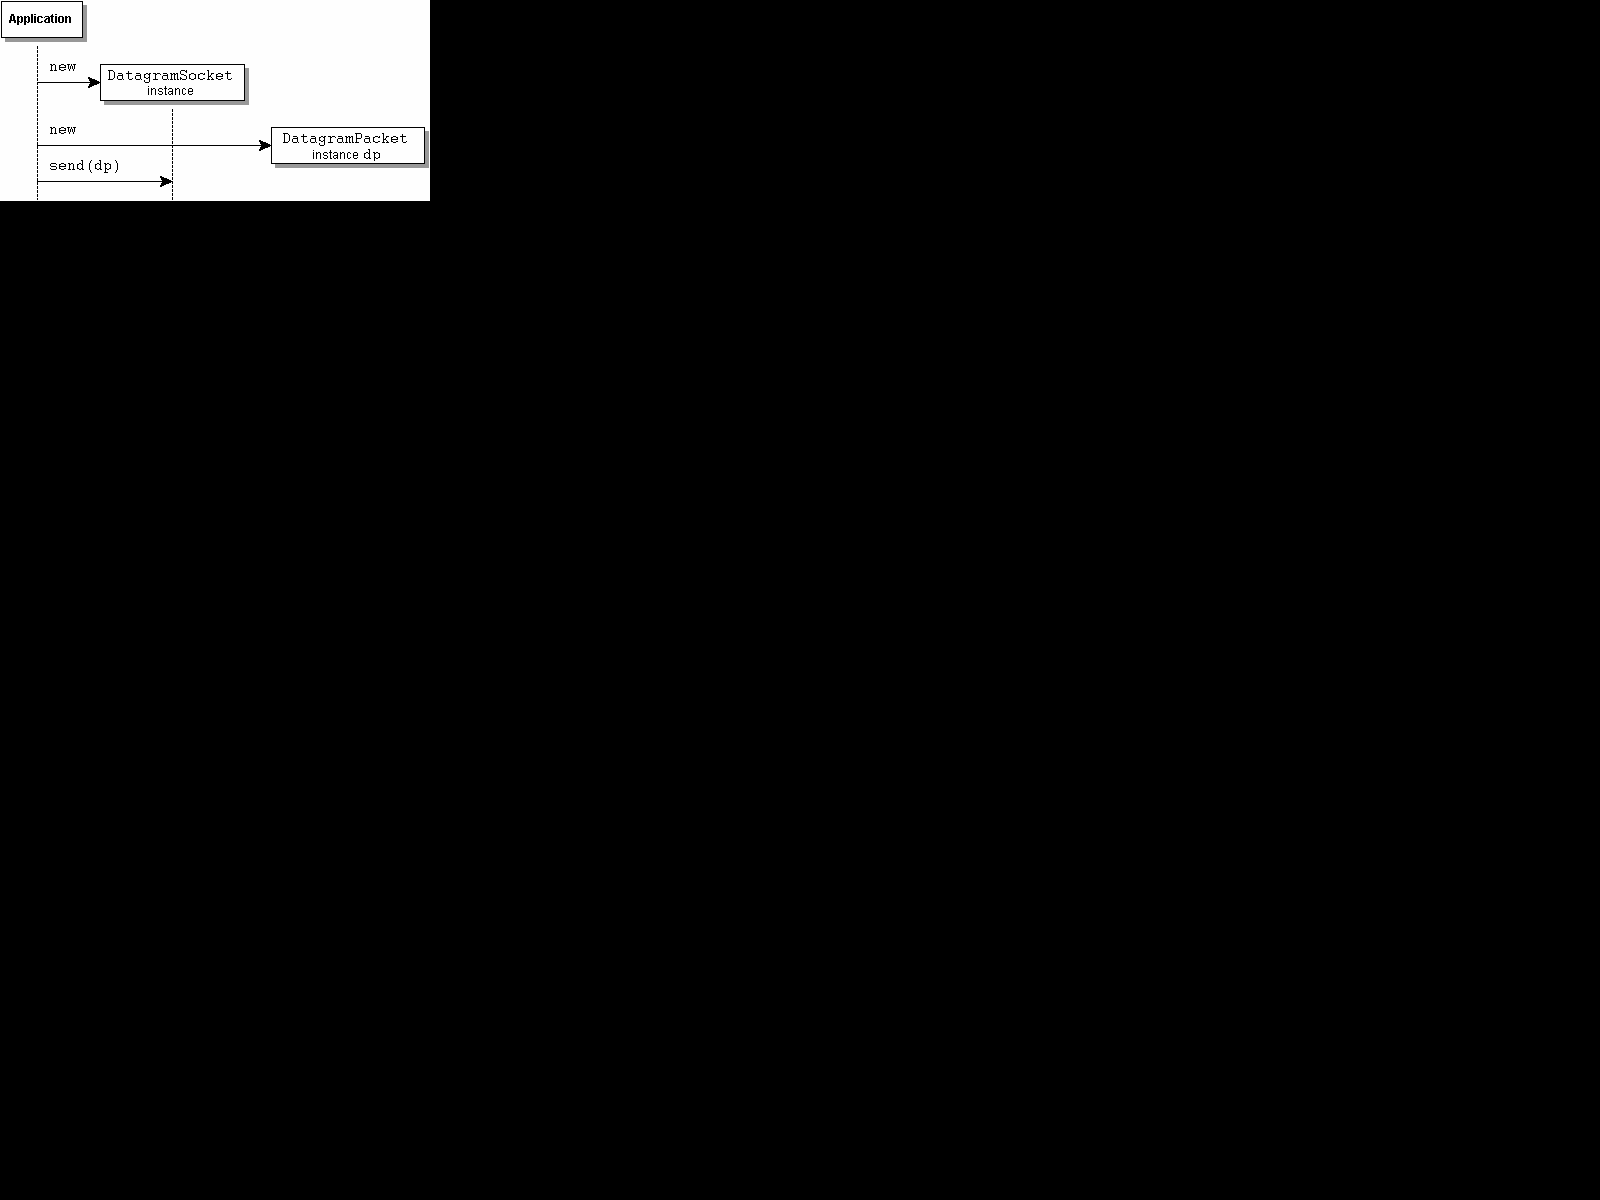 Application
new
DatagramSocket
instance
new
DatagramPacket
instance dp
send(dp)